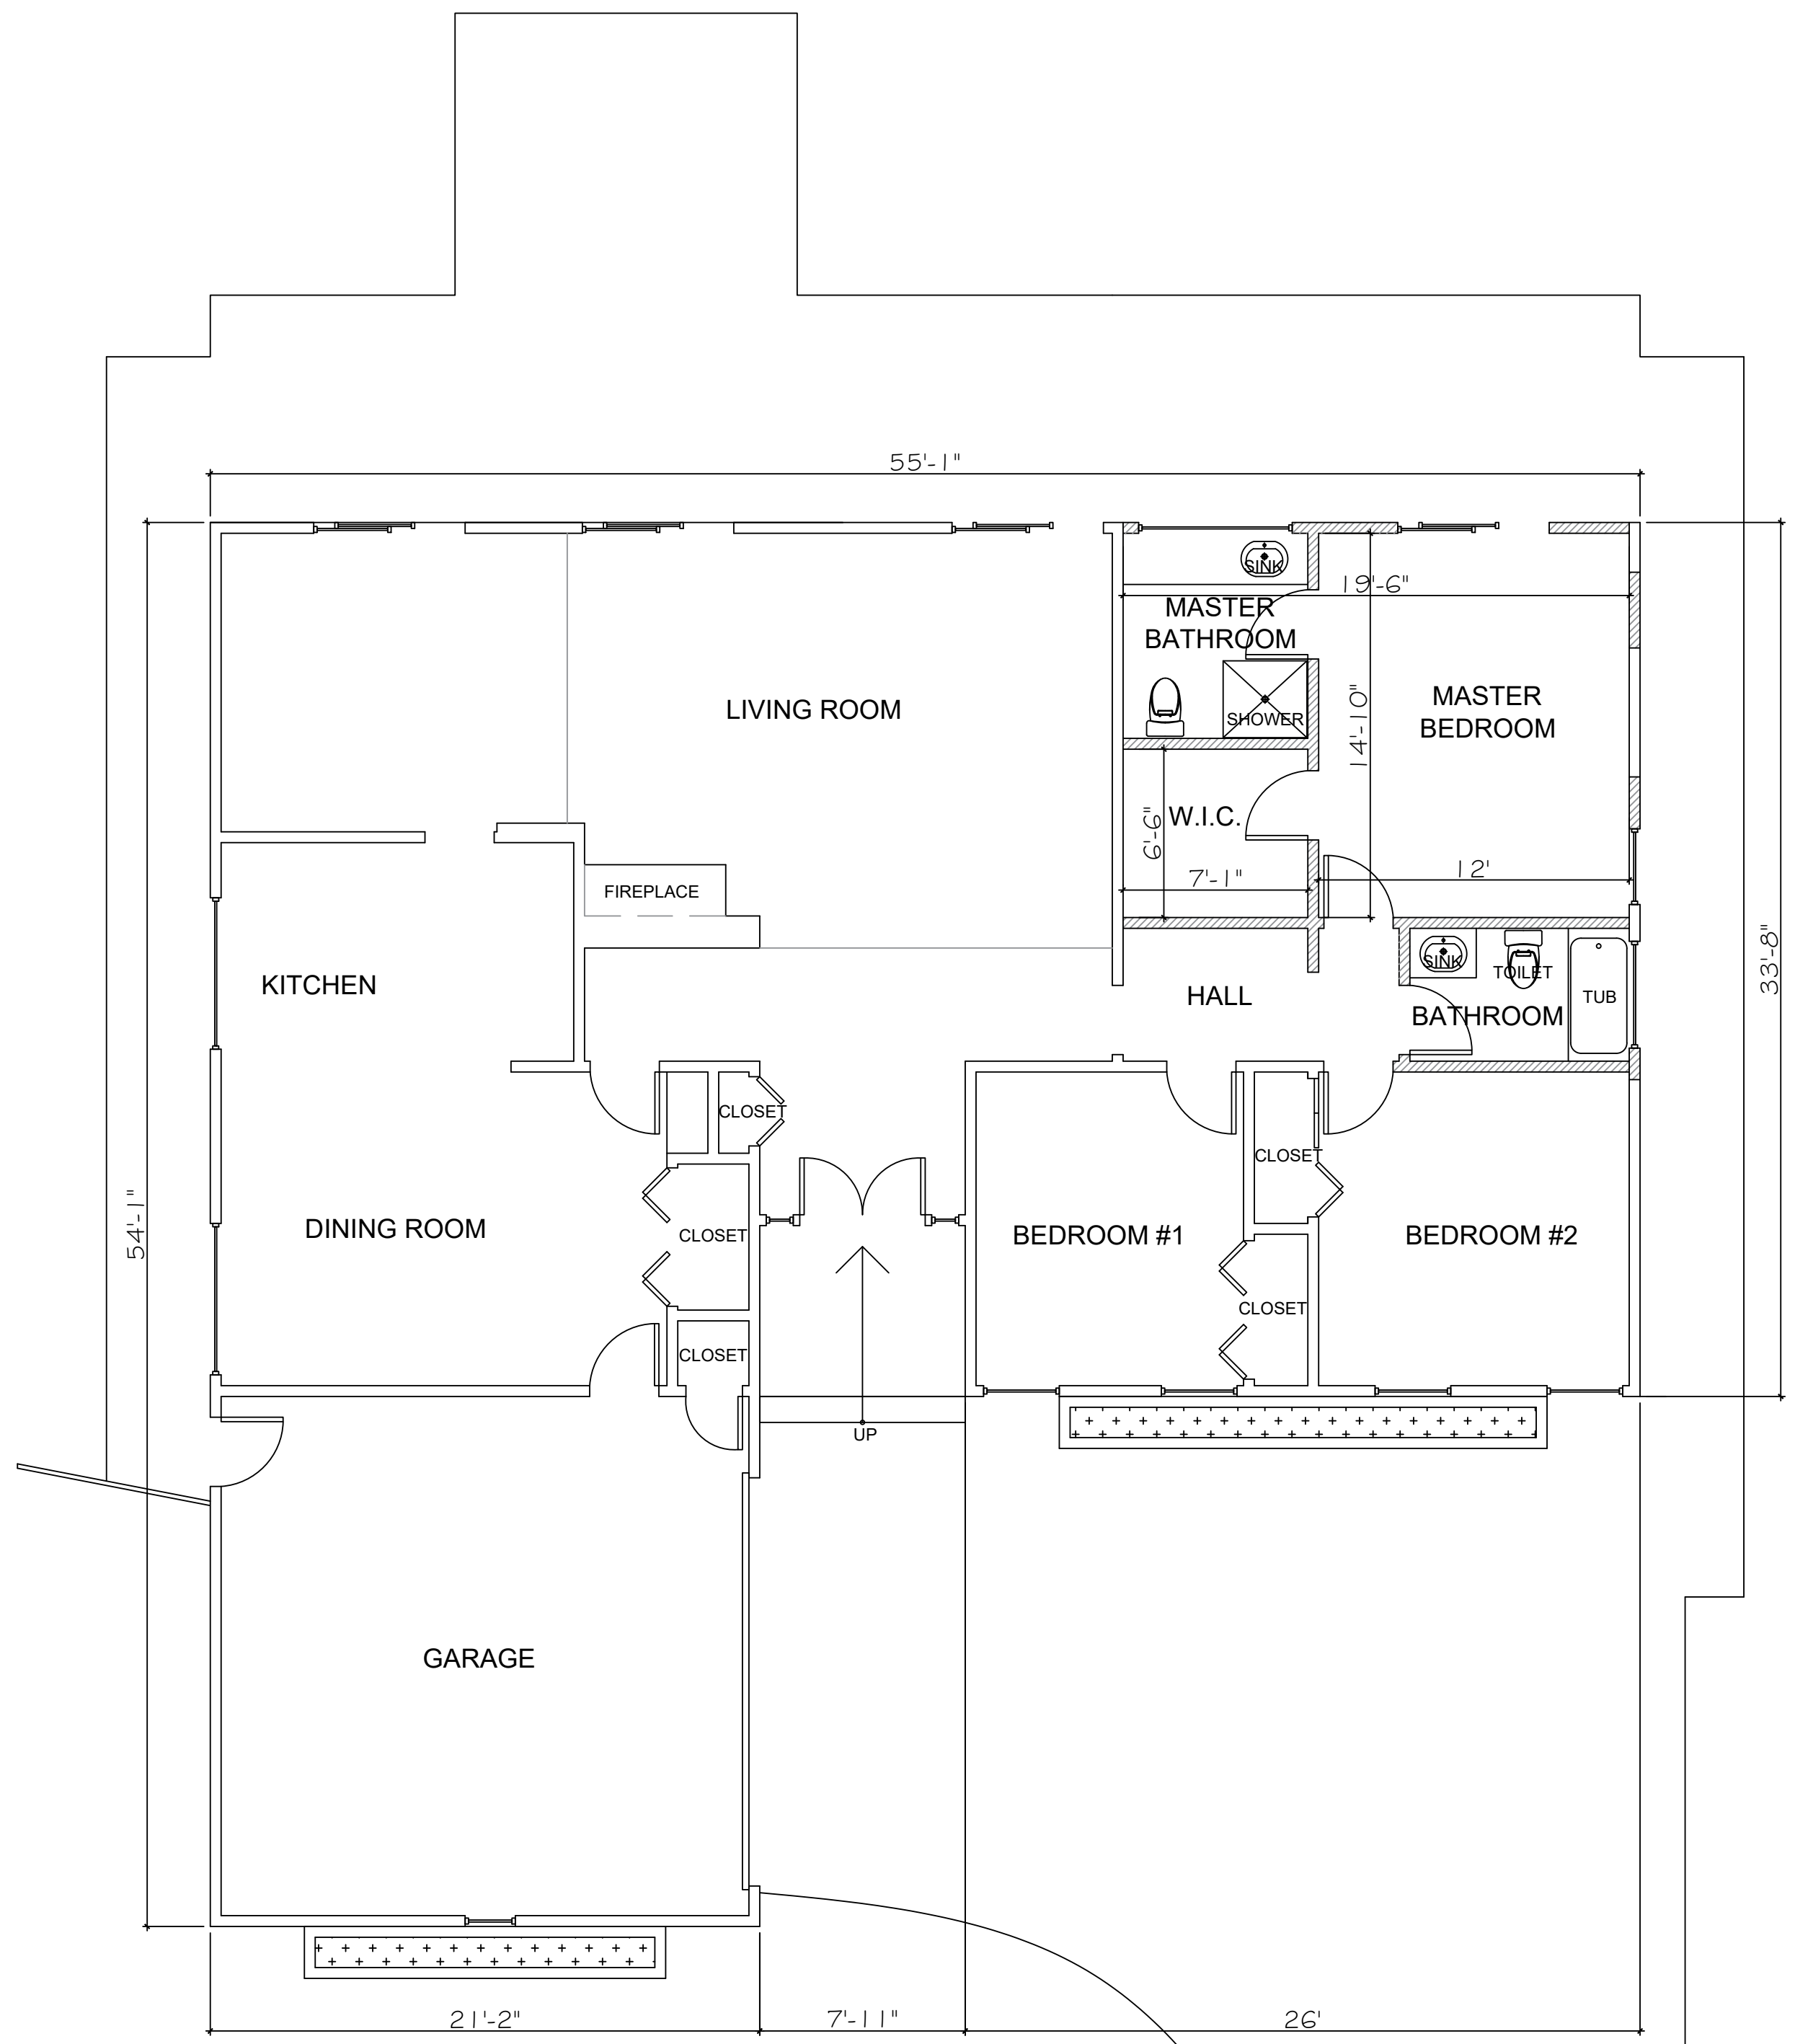 55'-1"
SINK
19'-6"
MASTER
BATHROOM
LIVING ROOM
MASTER
BEDROOM
SHOWER
14'-10"
W.I.C.
6'-6"
7'-1"
12'
FIREPLACE
KITCHEN
HALL
SINK
TOILET
TUB
BATHROOM
33'-8"
CLOSET
CLOSET
54'-1"
DINING ROOM
CLOSET
BEDROOM #1
BEDROOM #2
CLOSET
CLOSET
UP
GARAGE
21'-2"
7'-11"
26'